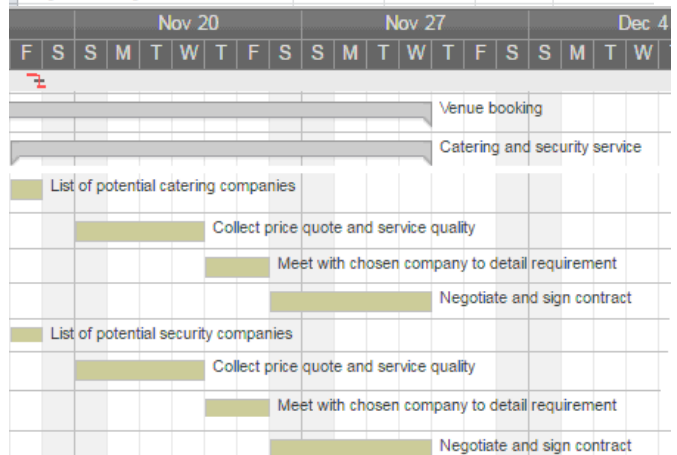 Nov 20 Nov 27 Dec 4
F S S M T W T F S S M T W T F S S M T W
Venue booking
Catering and security service
List of potential catering companies
Collect price quote and service quality
Meet with chosen company to detail requirement
Negotiate and sign contract
List of potential security companies
Collect price quote and service quality
Meet with chosen company to detail requirement
Negotiate and sign contract